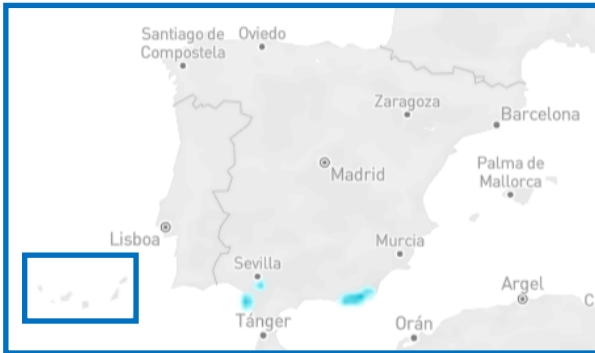 Santiago de
Compostela
Oviedo
Zaragoza
Barcelona
Madrid
Palma de
Mallorca
Lisboa
Murcia
Sevilla
Argel
C
Tánger
Orán